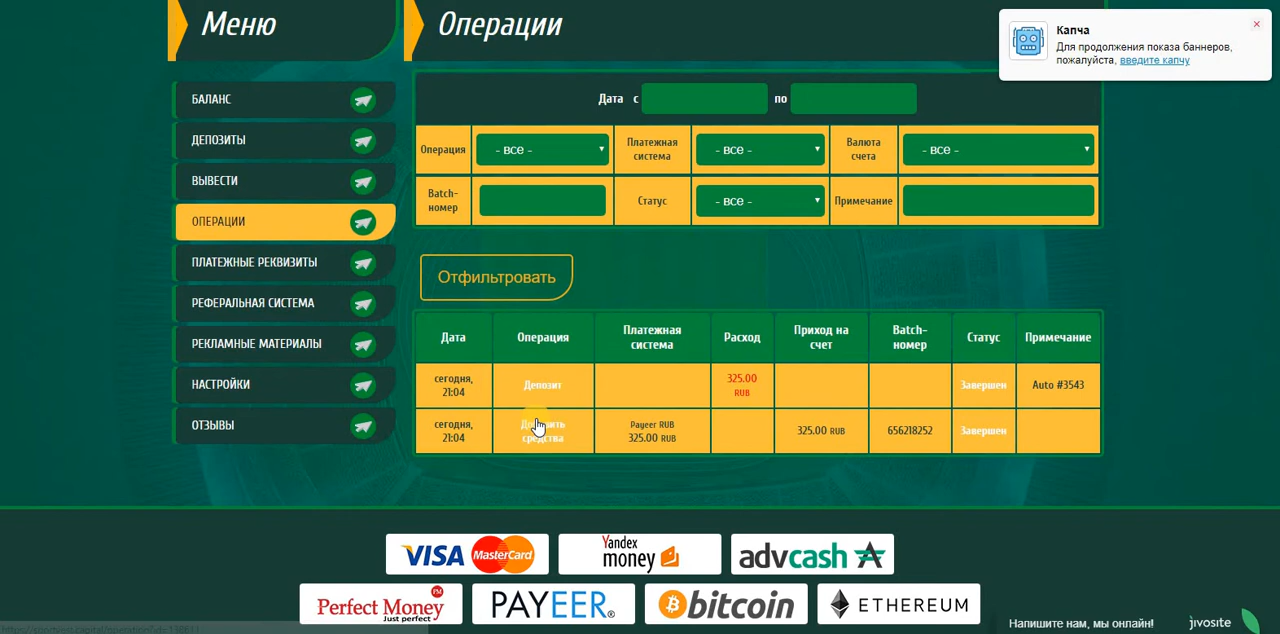 Меню
Операции
Капча
Для продолжения показа баннеров,
пожалуйста, введите капчу
БАЛАНС
ДЕПОЗИТЫ
ВЫВЕСТИ
ОПЕРАЦИИ
ПЛАТЕЖНЫЕ РЕКВИЗИТЫ
РЕФЕРАЛЬНАЯ СИСТЕМА
РЕКЛАМНЫЕ МАТЕРИАЛЫ
НАСТРОЙКИ
ОТЗЫВЫ
Дата с по
Операция - все - Платежная система - все - Валюта счета - все -
Batch-номер Статус - все - Примечание
Отфильтровать
Дата Операция Платежная система Расход Приход на счет Batch-номер Статус Примечание
сегодня, 21:04 Депозит 325.00 RUB Завершен Auto #3543
сегодня, 21:04 средства Payeer RUB 325.00 RUB 325.00 RUB 656218252 Завершен
VISA MasterCard Yandex money advcash
Perfect Money PM Just perfect PAYEER bitcoin ETHEREUM
Напишите нам, мы онлайн! jivosite